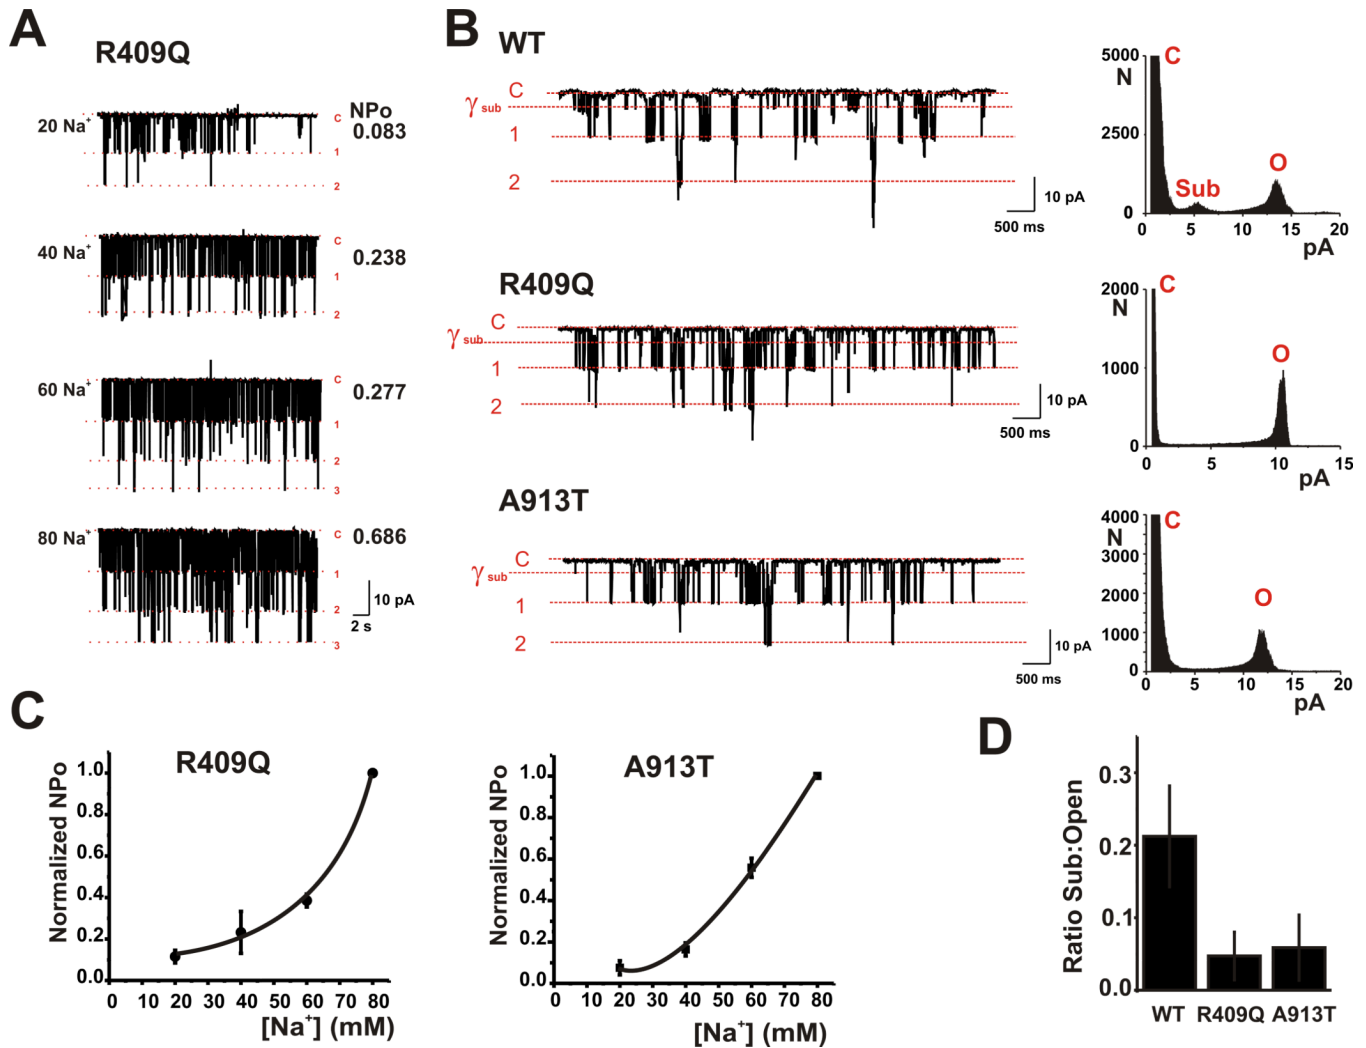 A
R409Q
NPo
20 Na+
0.083
C
1
2
40 Na+
0.238
C
1
2
60 Na+
0.277
C
1
2
3
80 Na+
0.686
C
1
2
3
10 pA
2 s
B
WT
C
γ sub
1
2
10 pA
500 ms
5000
N
2500
0
C
Sub
O
0 5 10 15 20
pA
R409Q
C
γ sub
1
2
10 pA
500 ms
2000
N
1000
0
C
O
0 5 10 15
pA
A913T
C
γ sub
1
2
10 pA
500 ms
4000
N
3000
2000
1000
0
C
O
0 5 10 15 20
pA
C
R409Q
Normalized NPo
1.0
0.8
0.6
0.4
0.2
0.0
0 10 20 30 40 50 60 70 80
[Na+] (mM)
A913T
Normalized NPo
1.0
0.8
0.6
0.4
0.2
0.0
0 10 20 30 40 50 60 70 80
[Na+] (mM)
D
Ratio Sub:Open
0.3
0.2
0.1
0.0
WT R409Q A913T